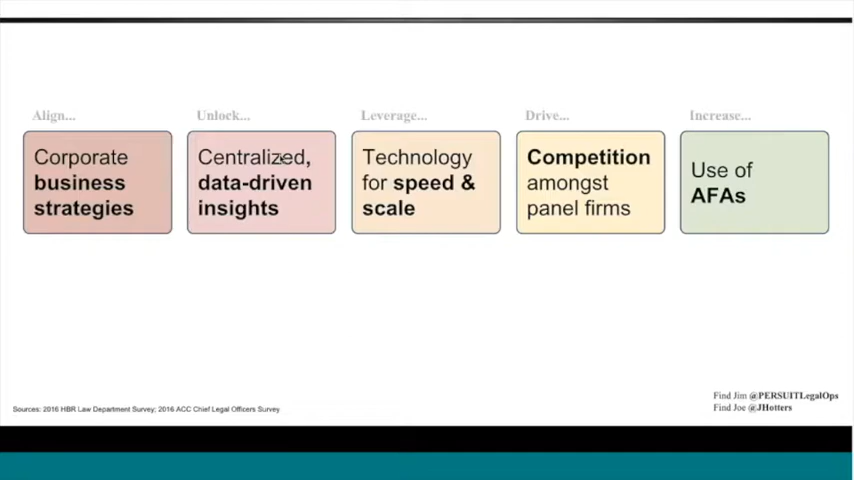 Align...
Unlock...
Leverage...
Drive...
Increase...
Corporate
business
strategies
Centralized,
data-driven
insights
Technology
for speed &
scale
Competition
amongst
panel firms
Use of
AFAs
Sources: 2016 HBR Law Department Survey; 2016 ACC Chief Legal Officers Survey
Find Jim @PERSUITLegalOps
Find Joe @JHotters